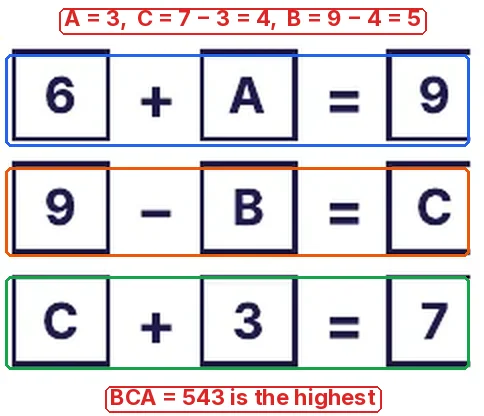 A = 3, C = 7 − 3 = 4, B = 9 − 4 = 5
6 + A = 9
9 − B = C
C + 3 = 7
BCA = 543 is the highest